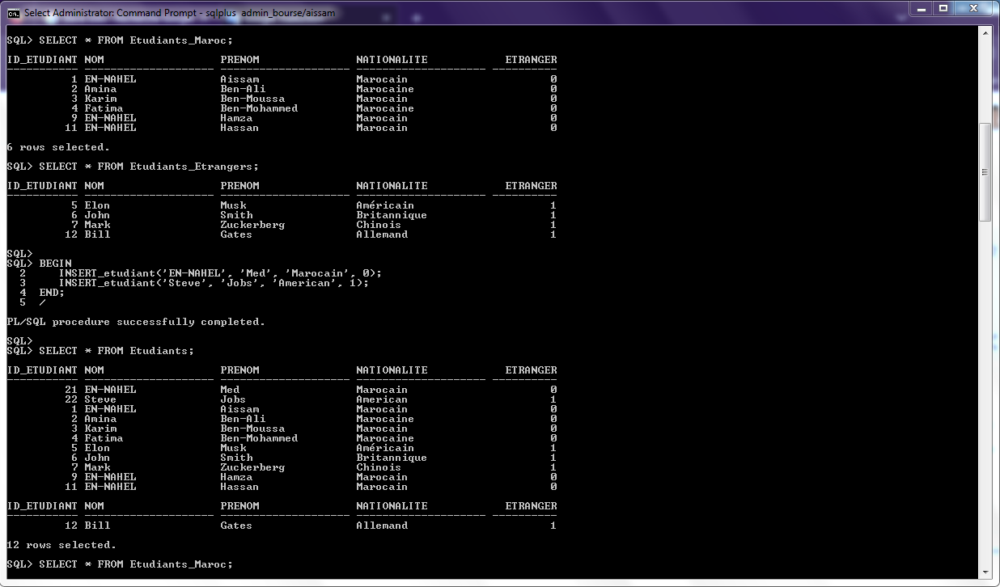 Select Administrator: Command Prompt - sqlplus  admin_bourse/aissam
SQL> SELECT * FROM Etudiants_Maroc;
ID_ETUDIANT NOM                  PRENOM               NATIONALITE            ETRANGER
----------- -------------------- -------------------- -------------------- ----------
          1 EN-NAHEL             Aissam               Marocain                      0
          2 Amina                Ben-Ali              Marocaine                     0
          3 Karim                Ben-Moussa           Marocain                      0
          4 Fatima               Ben-Mohammed         Marocaine                     0
          9 EN-NAHEL             Hamza                Marocain                      0
         11 EN-NAHEL             Hassan               Marocain                      0
6 rows selected.
SQL> SELECT * FROM Etudiants_Etrangers;
ID_ETUDIANT NOM                  PRENOM               NATIONALITE            ETRANGER
----------- -------------------- -------------------- -------------------- ----------
          5 Elon                 Musk                 Américain                     1
          6 John                 Smith                Britannique                   1
          7 Mark                 Zuckerberg           Chinois                       1
         12 Bill                 Gates                Allemand                      1
SQL>
SQL> BEGIN
  2     INSERT_etudiant('EN-NAHEL', 'Med', 'Marocain', 0);
  3     INSERT_etudiant('Steve', 'Jobs', 'American', 1);
  4  END;
  5  /
PL/SQL procedure successfully completed.
SQL>
SQL> SELECT * FROM Etudiants;
ID_ETUDIANT NOM                  PRENOM               NATIONALITE            ETRANGER
----------- -------------------- -------------------- -------------------- ----------
         21 EN-NAHEL             Med                  Marocain                      0
         22 Steve                Jobs                 American                      1
          1 EN-NAHEL             Aissam               Marocain                      0
          2 Amina                Ben-Ali              Marocaine                     0
          3 Karim                Ben-Moussa           Marocain                      0
          4 Fatima               Ben-Mohammed         Marocaine                     0
          5 Elon                 Musk                 Américain                     1
          6 John                 Smith                Britannique                   1
          7 Mark                 Zuckerberg           Chinois                       1
          9 EN-NAHEL             Hamza                Marocain                      0
         11 EN-NAHEL             Hassan               Marocain                      0
ID_ETUDIANT NOM                  PRENOM               NATIONALITE            ETRANGER
----------- -------------------- -------------------- -------------------- ----------
         12 Bill                 Gates                Allemand                      1
12 rows selected.
SQL> SELECT * FROM Etudiants_Maroc;